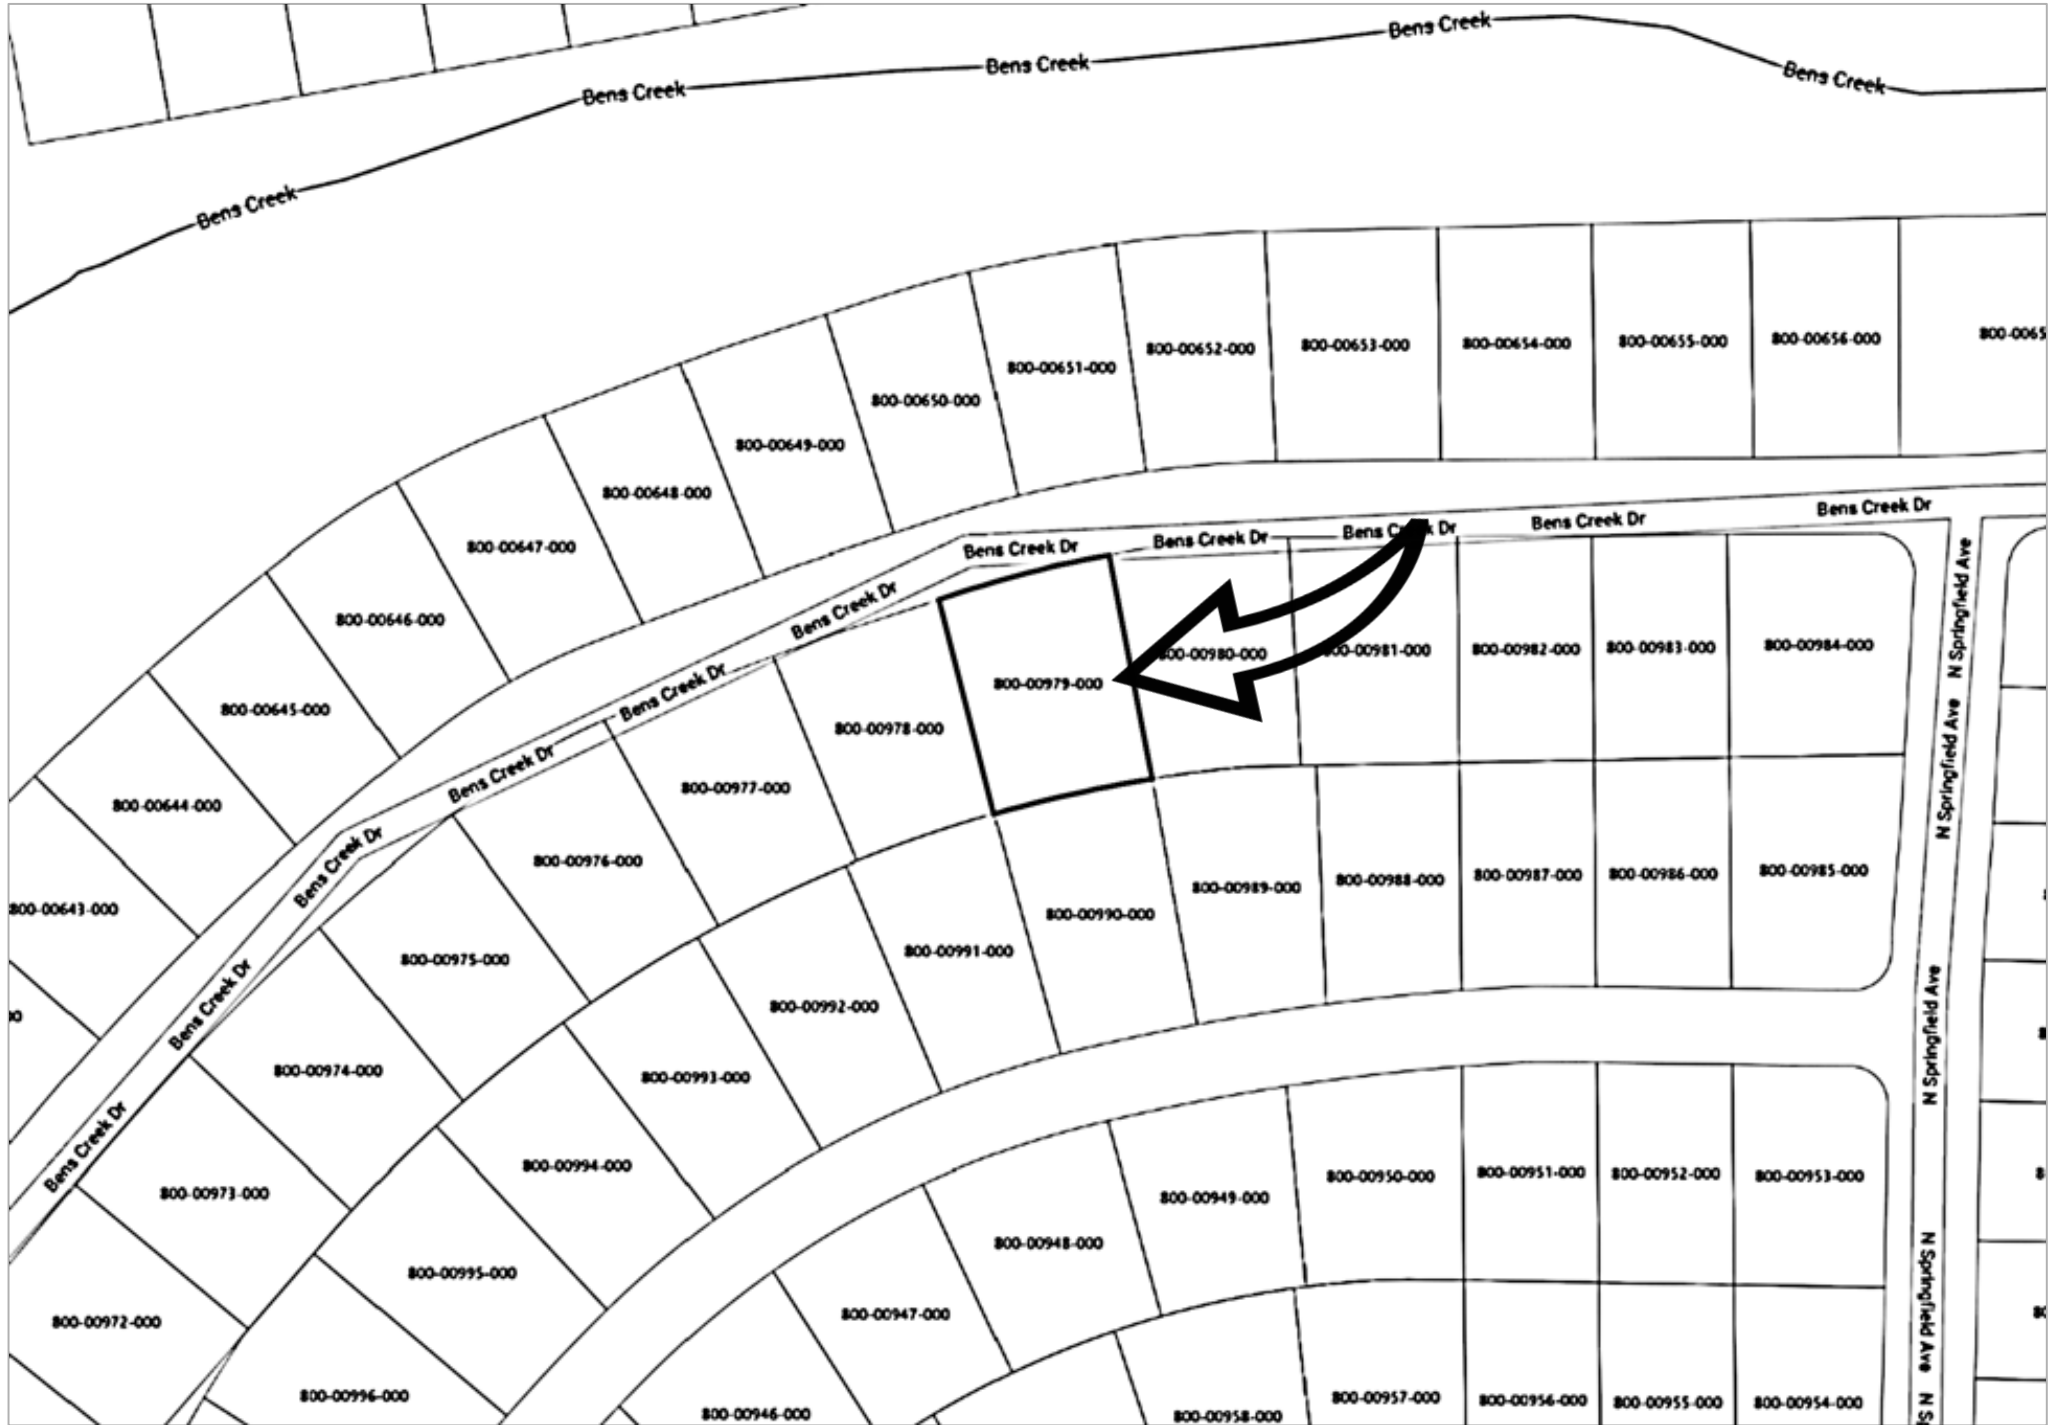 Bens Creek
Bens Creek
Bens Creek
Bens Creek
Bens Creek
800-00652-000
800-00653-000
800-00654-000
800-00655-000
800-00656-000
800-0065
800-00651-000
800-00650-000
800-00649-000
800-00648-000
800-00647-000
800-00646-000
800-00645-000
800-00644-000
800-00643-000
Bens Creek Dr
Bens Creek Dr
Bens Creek Dr
Bens Creek Dr
Bens Creek Dr
Bens Creek Dr
Bens Creek Dr
Bens Creek Dr
Bens Creek Dr
Bens Creek Dr
Bens Creek Dr
N Springfield Ave
N Springfield Ave
N Springfield Ave
N Springfield Ave
800-00984-000
800-00983-000
800-00982-000
800-00981-000
800-00980-000
800-00979-000
800-00978-000
800-00977-000
800-00976-000
800-00975-000
800-00974-000
800-00973-000
800-00972-000
800-00985-000
800-00986-000
800-00987-000
800-00988-000
800-00989-000
800-00990-000
800-00991-000
800-00992-000
800-00993-000
800-00994-000
800-00995-000
800-00996-000
800-00953-000
800-00952-000
800-00951-000
800-00950-000
800-00949-000
800-00948-000
800-00947-000
800-00946-000
800-00958-000
800-00957-000
800-00956-000
800-00955-000
800-00954-000